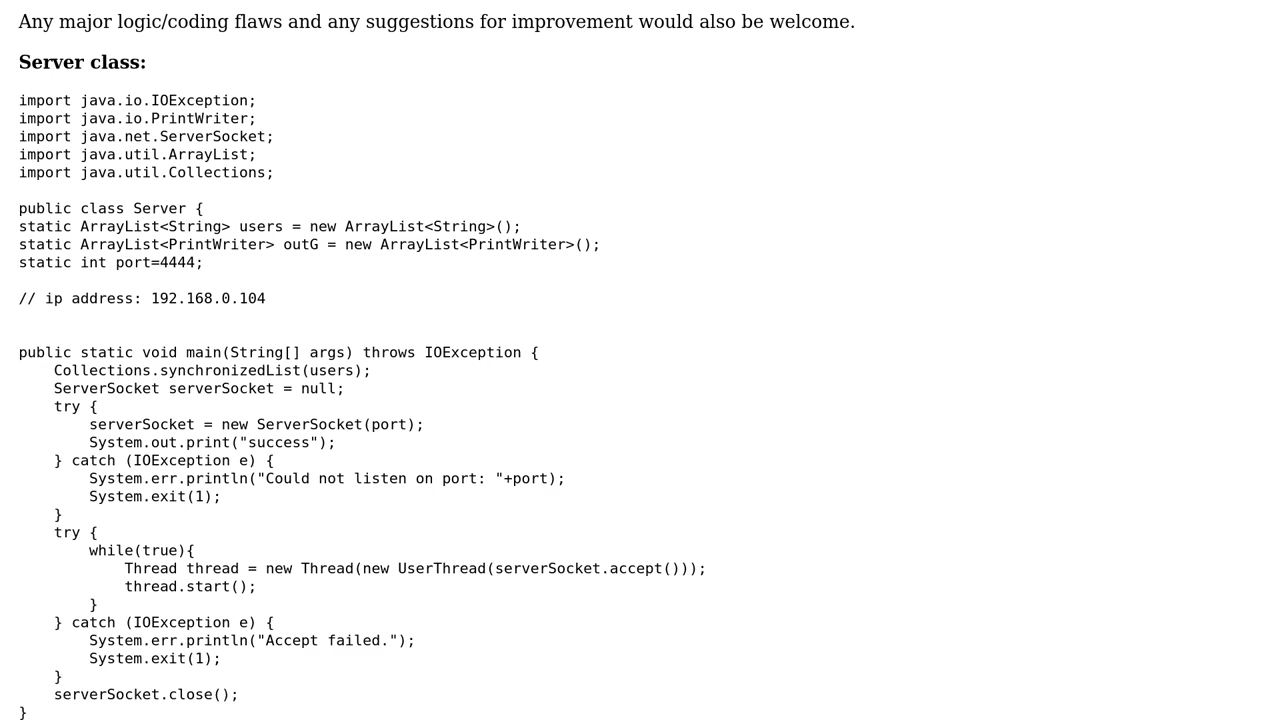 Any major logic/coding flaws and any suggestions for improvement would also be welcome.
Server class:
import java.io.IOException;
import java.io.PrintWriter;
import java.net.ServerSocket;
import java.util.ArrayList;
import java.util.Collections;

public class Server {
static ArrayList<String> users = new ArrayList<String>();
static ArrayList<PrintWriter> outG = new ArrayList<PrintWriter>();
static int port=4444;

// ip address: 192.168.0.104


public static void main(String[] args) throws IOException {
    Collections.synchronizedList(users);
    ServerSocket serverSocket = null;
    try {
        serverSocket = new ServerSocket(port);
        System.out.print("success");
    } catch (IOException e) {
        System.err.println("Could not listen on port: "+port);
        System.exit(1);
    }
    try {
        while(true){
            Thread thread = new Thread(new UserThread(serverSocket.accept()));
            thread.start();
        }
    } catch (IOException e) {
        System.err.println("Accept failed.");
        System.exit(1);
    }
    serverSocket.close();
}